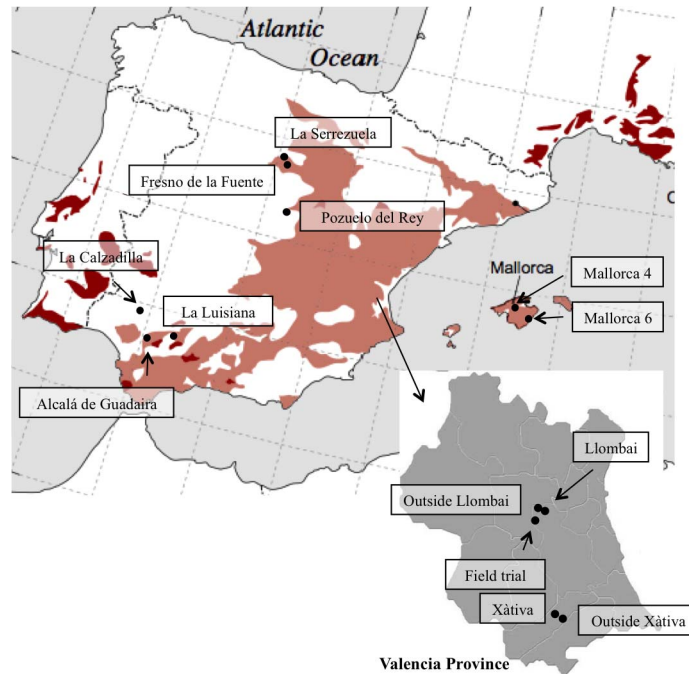 Atlantic
Ocean
La Serrezuela
Fresno de la Fuente
Pozuelo del Rey
La Calzadilla
La Luisiana
Alcalá de Guadaira
Mallorca
Mallorca 4
Mallorca 6
Llombai
Outside Llombai
Field trial
Xàtiva
Outside Xàtiva
Valencia Province